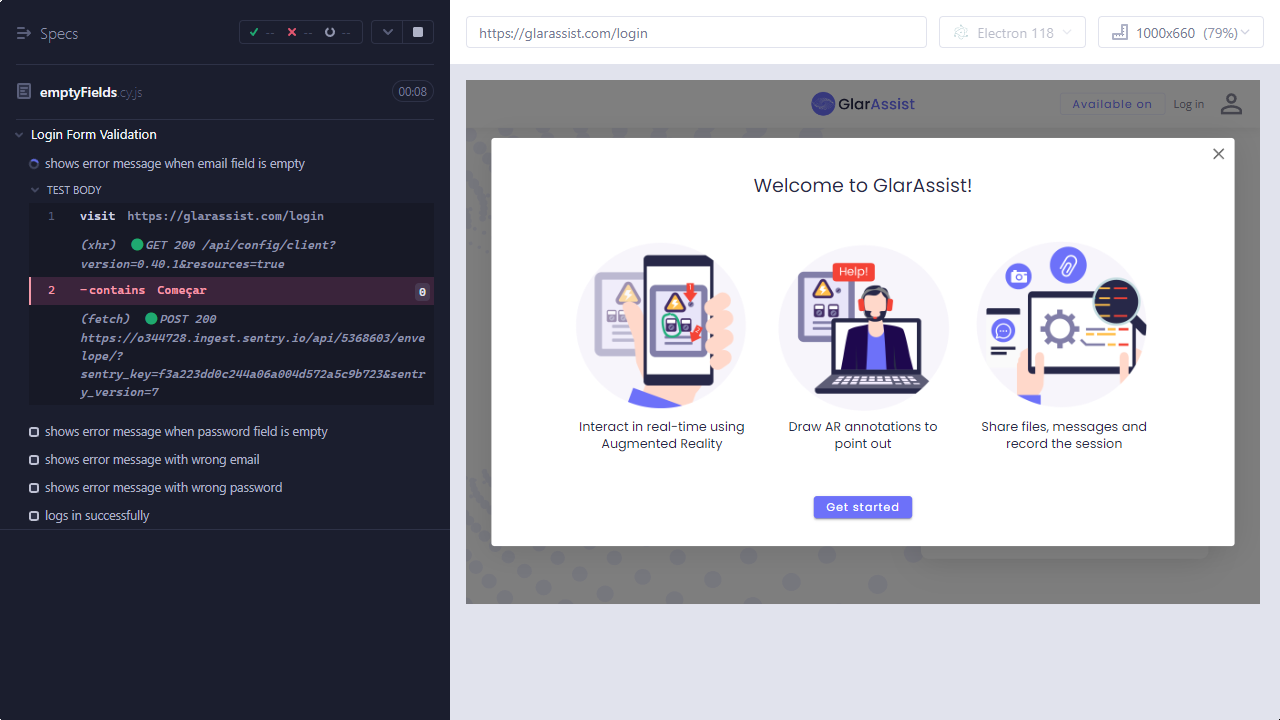 Specs
-- -- --
emptyFields.cy.js
00:08
Login Form Validation
shows error message when email field is empty
TEST BODY
1 visit https://glarassist.com/login
(xhr) GET 200 /api/config/client?
version=0.40.1&resources=true
2 -contains Começar 0
(fetch) POST 200
https://o344728.ingest.sentry.io/api/5368603/enve
lope/?
sentry_key=f3a223dd0c244a06a004d572a5c9b723&sentr
y_version=7
shows error message when password field is empty
shows error message with wrong email
shows error message with wrong password
logs in successfully
https://glarassist.com/login
Electron 118
1000x660 (79%)
GlarAssist
Available on
Log in
Welcome to GlarAssist!
Help!
Interact in real-time using
Augmented Reality
Draw AR annotations to
point out
Share files, messages and
record the session
Get started